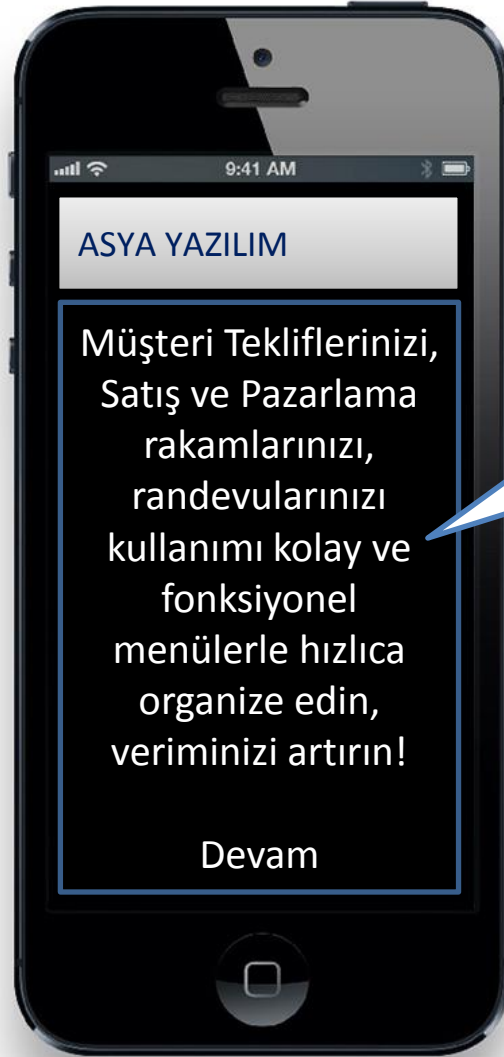 9:41 AM
ASYA YAZILIM
Müşteri Tekliflerinizi,
Satış ve Pazarlama
rakamlarınızı,
randevularınızı
kullanımı kolay ve
fonksiyonel
menülerle hızlıca
organize edin,
veriminizi artırın!
Devam